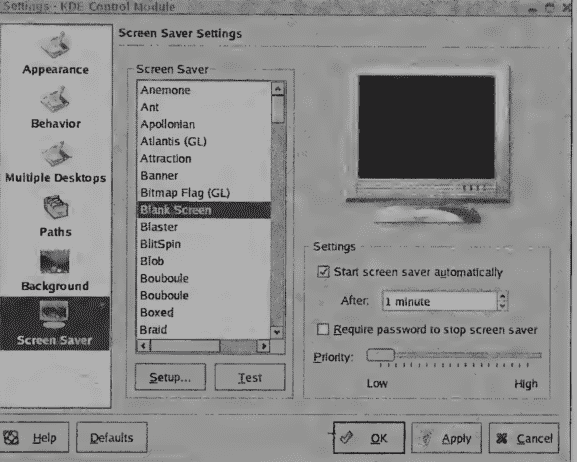 Settings - KDE Control Module
Screen Saver Settings
Appearance
Behavior
Multiple Desktops
Paths
Background
Screen Saver
Screen Saver
Anemone
Ant
Apollonian
Atlantis (GL)
Attraction
Banner
Bitmap Flag (GL)
Blank Screen
Blaster
BlitSpin
Blob
Bouboule
Bouboule
Boxed
Braid
Setup...
Test
Settings
Start screen saver automatically
After: 1 minute
Require password to stop screen saver
Priority:
Low High
Help
Defaults
OK
Apply
Cancel